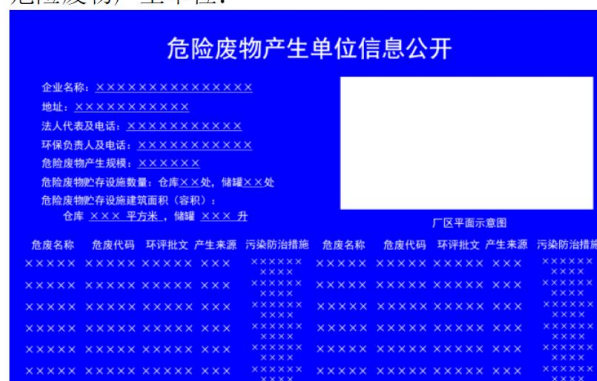 危险废物产生单位：
危险废物产生单位信息公开
企业名称：×××××××××××××××
地址：×××××××××××
法人代表及电话：×××××××××××
环保负责人及电话：×××××××××××
危险废物产生规模：××××××
危险废物贮存设施数量：仓库××处，储罐××处
危险废物贮存设施建筑面积（容积）：
仓库 ××× 平方米，储罐 ××× 升
厂区平面示意图
危废名称 危废代码 环评批文 产生来源 污染防治措施 危废名称 危废代码 环评批文 产生来源 污染防治措施
××××× ××××× ××××× ××× ×××××× ××××× ××××× ××××× ××× ××××××
×××× ××××
××××× ××××× ××××× ××× ×××××× ××××× ××××× ××××× ××× ××××××
×××× ××××
××××× ××××× ××××× ××× ×××××× ××××× ××××× ××××× ××× ××××××
×××× ××××
××××× ××××× ××××× ××× ×××××× ××××× ××××× ××××× ××× ××××××
×××× ××××
××××× ××××× ××××× ××× ×××××× ××××× ××××× ××××× ××× ××××××
×××× ××××
××××× ××××× ××××× ××× ×××××× ××××× ××××× ××××× ××× ××××××
×××× ××××